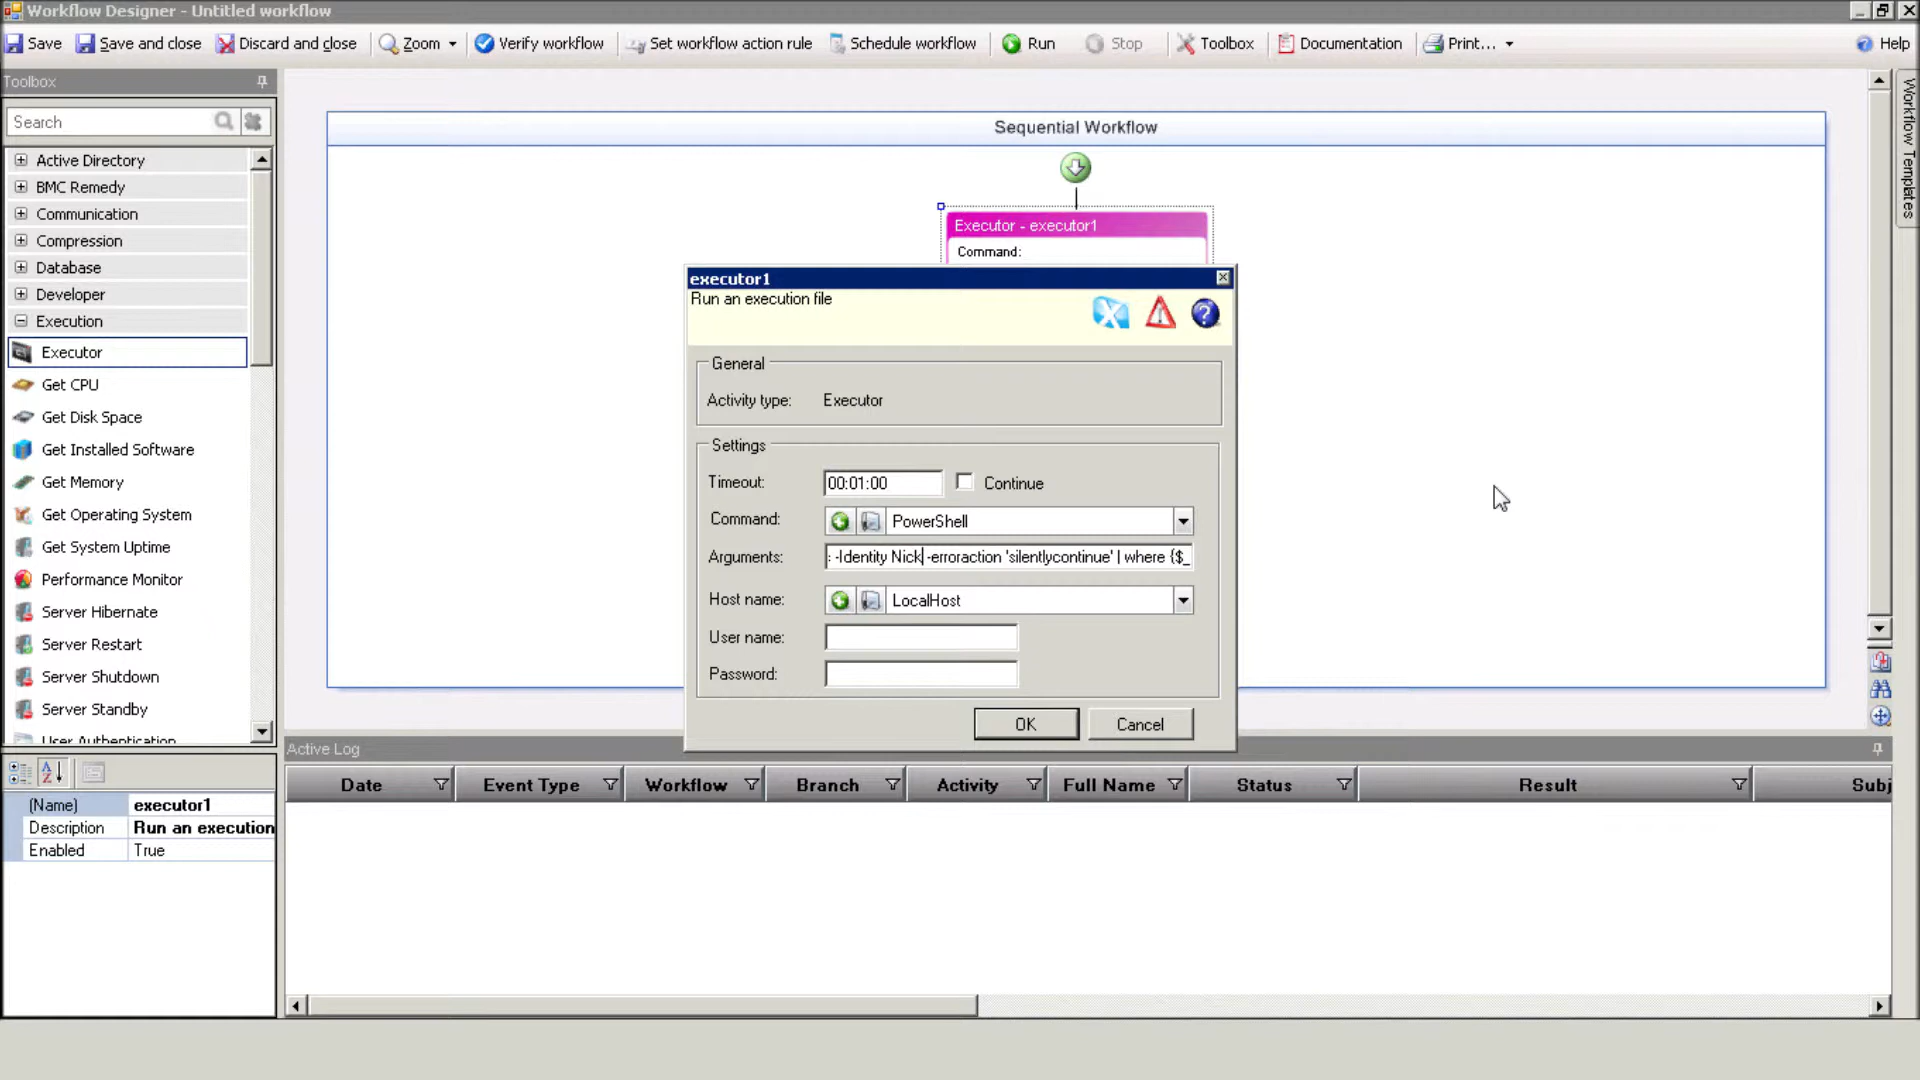 Workflow Designer - Untitled workflow
Save
Save and close
Discard and close
Zoom
Verify workflow
Set workflow action rule
Schedule workflow
Run
Stop
Toolbox
Documentation
Print...
Help
Toolbox
Search
Active Directory
BMC Remedy
Communication
Compression
Database
Developer
Execution
Executor
Get CPU
Get Disk Space
Get Installed Software
Get Memory
Get Operating System
Get System Uptime
Performance Monitor
Server Hibernate
Server Restart
Server Shutdown
Server Standby
User Authentication
(Name) executor1
Description Run an execution
Enabled True
Sequential Workflow
Executor - executor1
Command:
executor1
Run an execution file
General
Activity type: Executor
Settings
Timeout: 00:01:00 Continue
Command: PowerShell
Arguments: : -Identity Nick -erroraction 'silentlycontinue' | where {$_
Host name: LocalHost
User name:
Password:
OK Cancel
Workflow Templates
Active Log
Date Event Type Workflow Branch Activity Full Name Status Result Subj